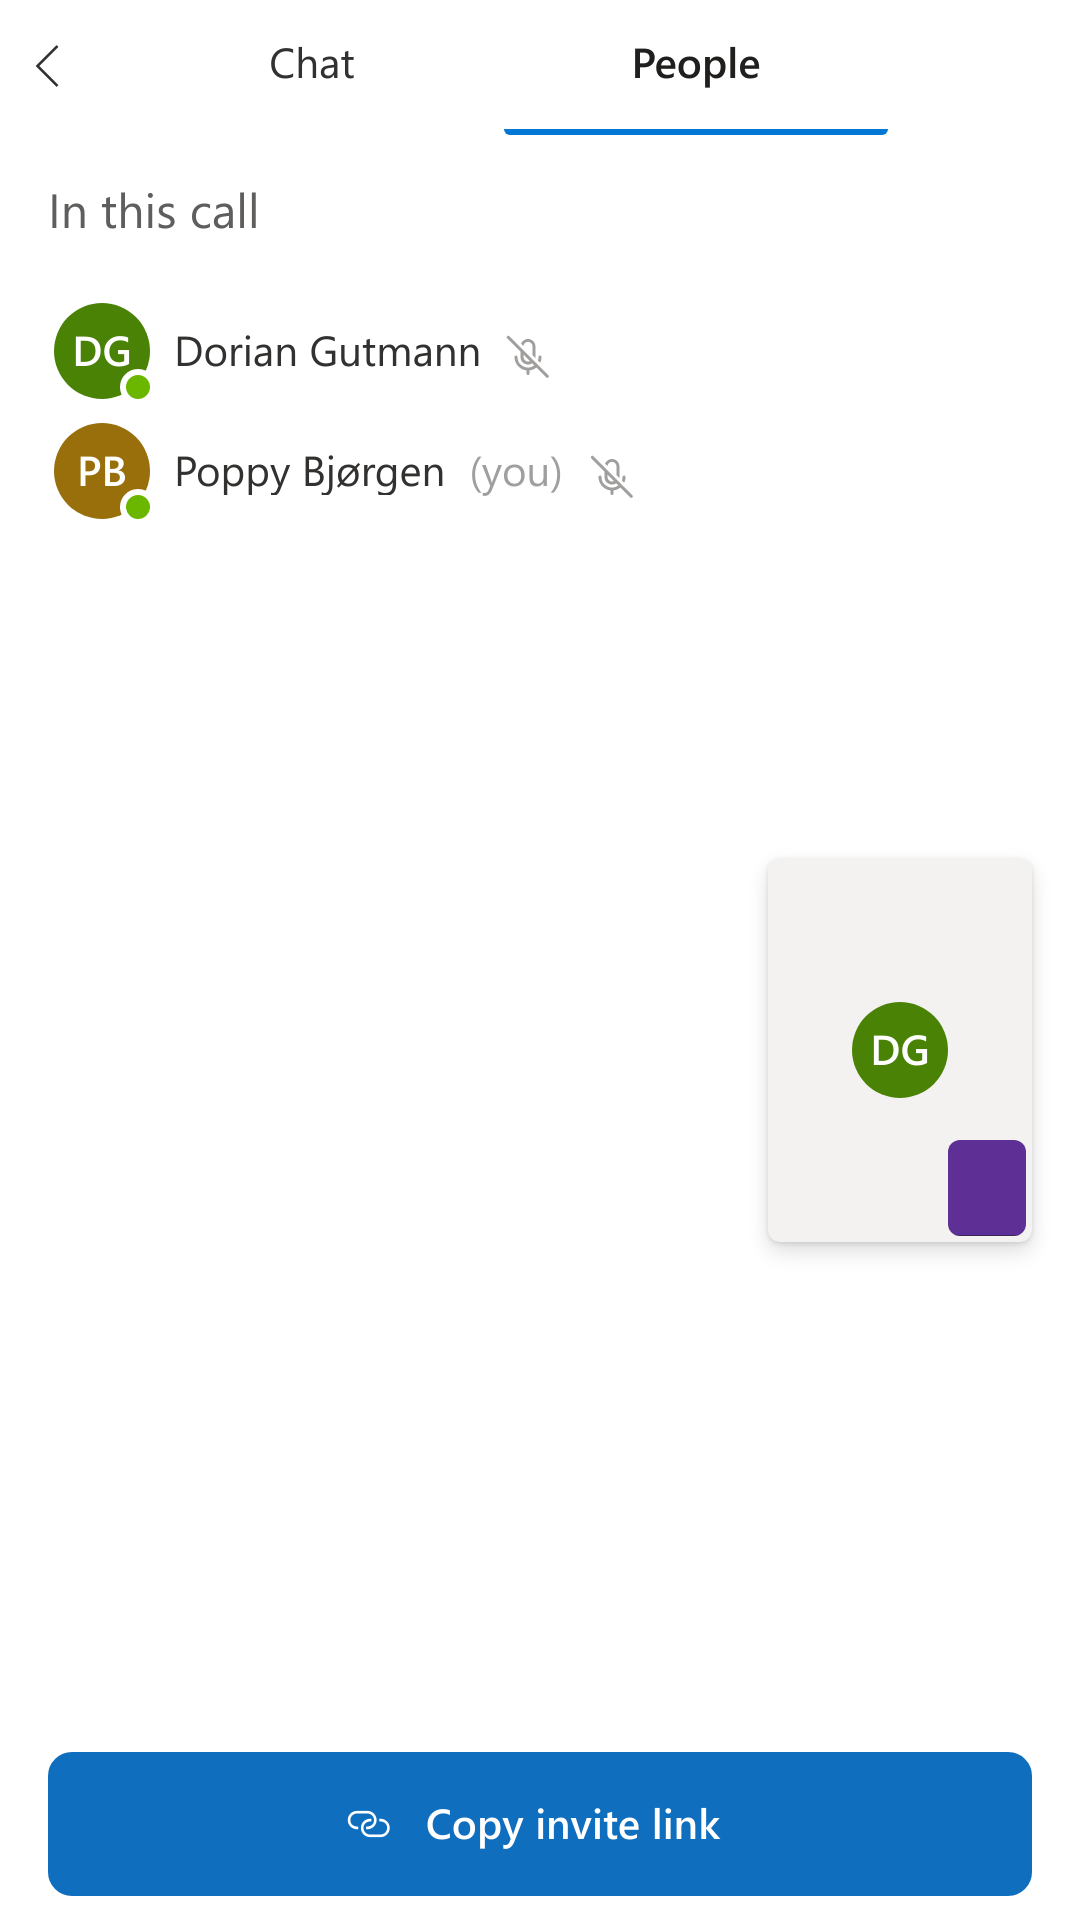 Chat People
In this call
DG Dorian Gutmann
PB Poppy Bjørgen (you)
DG
Copy invite link